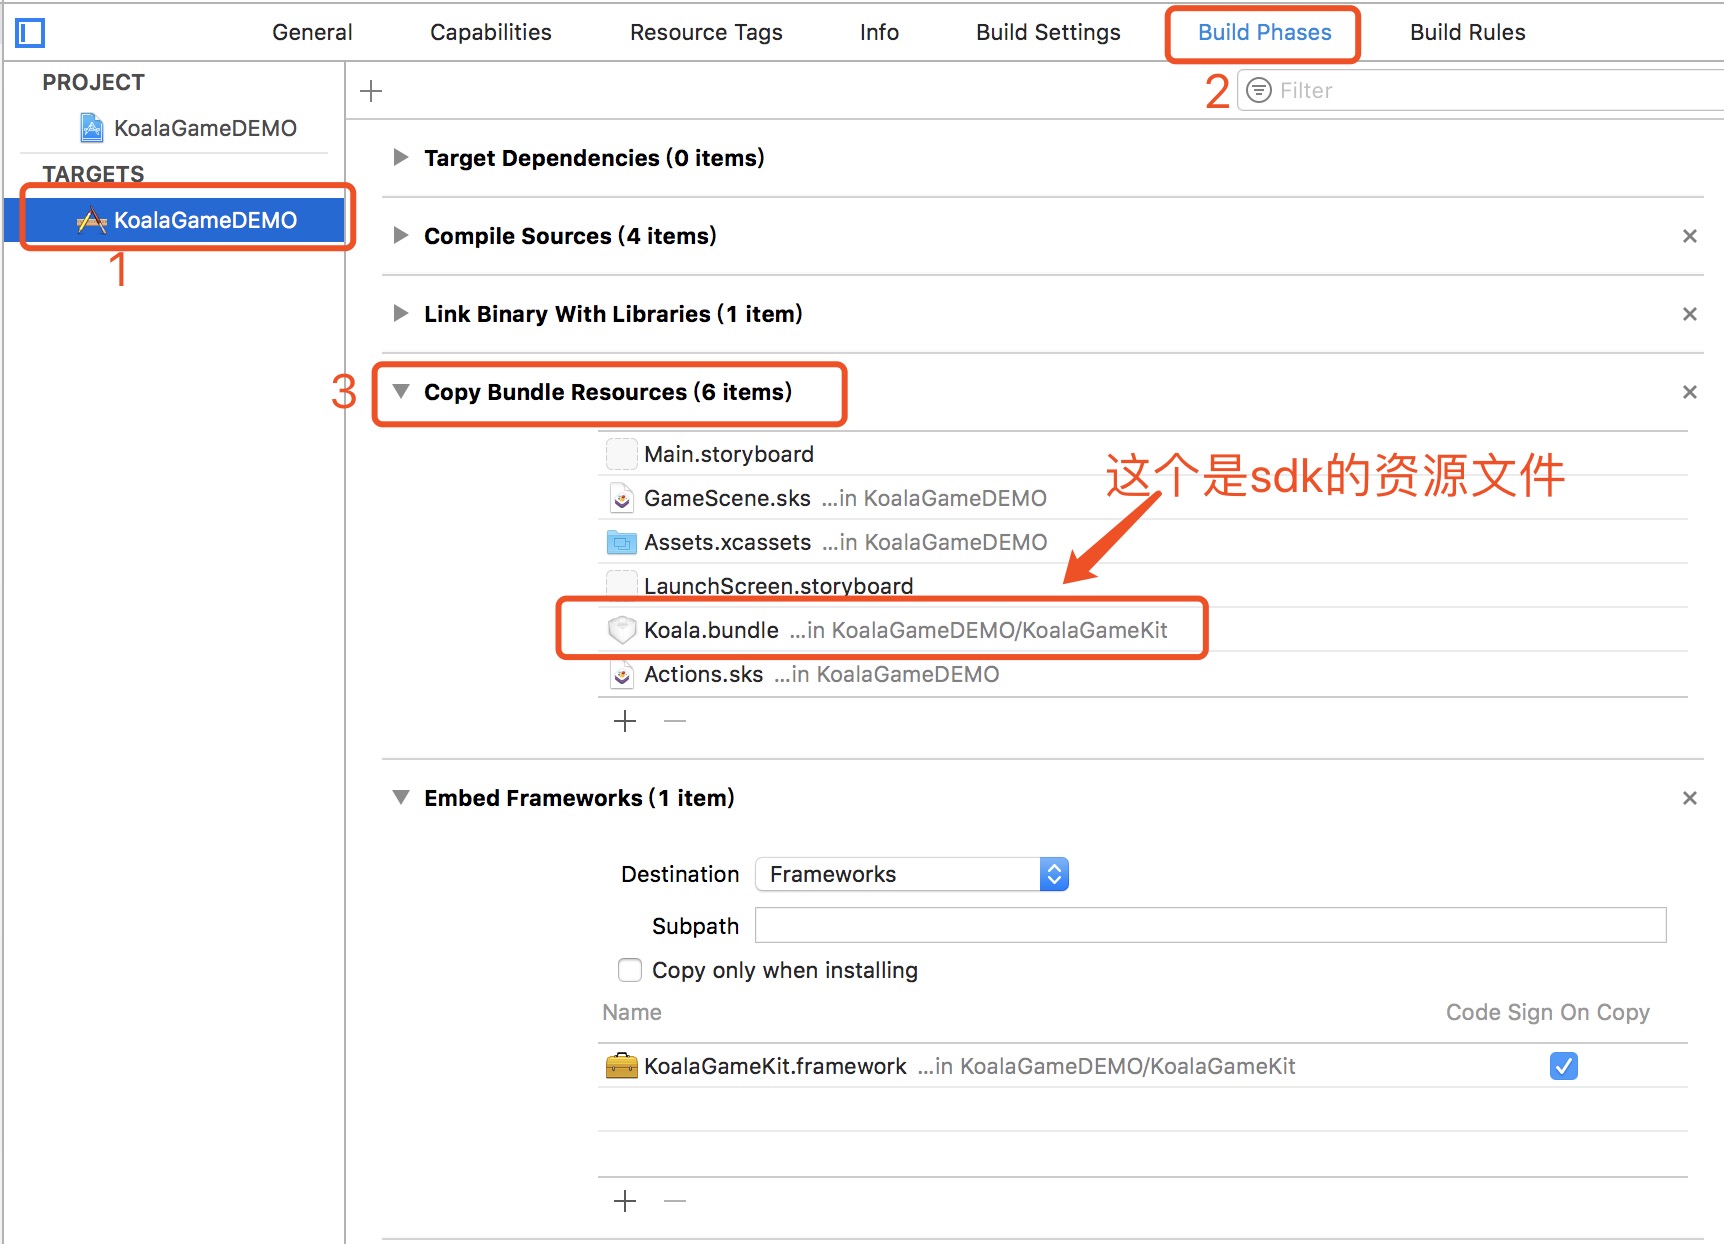 General Capabilities Resource Tags Info Build Settings Build Phases Build Rules
PROJECT
KoalaGameDEMO
TARGETS
KoalaGameDEMO
1
2
Filter
Target Dependencies (0 items)
Compile Sources (4 items)
Link Binary With Libraries (1 item)
3
Copy Bundle Resources (6 items)
Main.storyboard
GameScene.sks ...in KoalaGameDEMO
Assets.xcassets ...in KoalaGameDEMO
LaunchScreen.storyboard
Koala.bundle ...in KoalaGameDEMO/KoalaGameKit
Actions.sks ...in KoalaGameDEMO
这个是sdk的资源文件
Embed Frameworks (1 item)
Destination Frameworks
Subpath
Copy only when installing
Name Code Sign On Copy
KoalaGameKit.framework ...in KoalaGameDEMO/KoalaGameKit